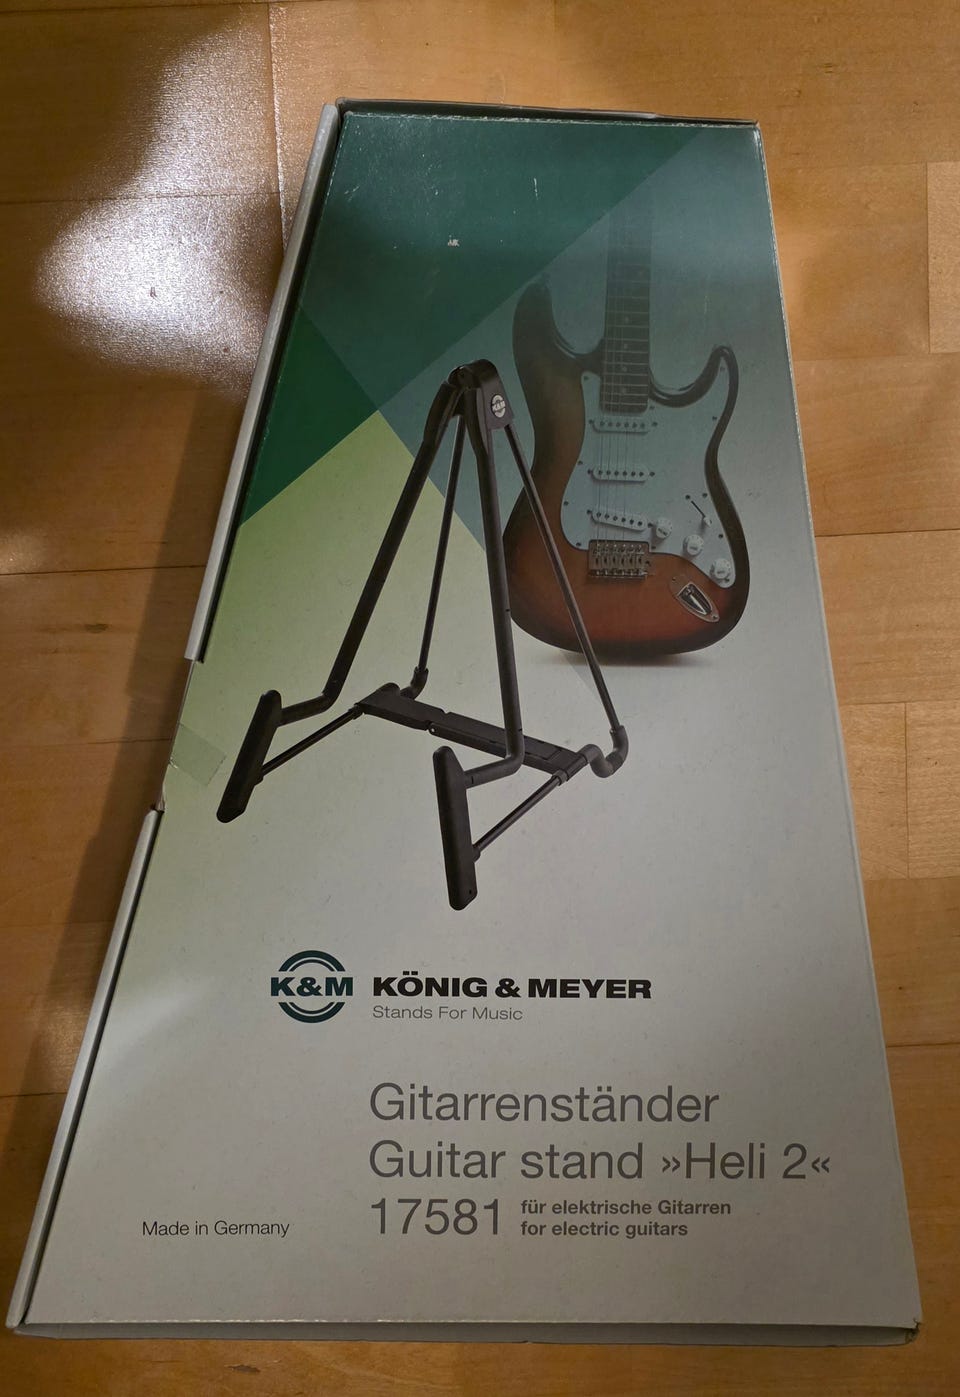 K&M
K&M KÖNIG & MEYER
Stands For Music
Gitarrenständer
Guitar stand »Heli 2«
17581 für elektrische Gitarren
for electric guitars
Made in Germany